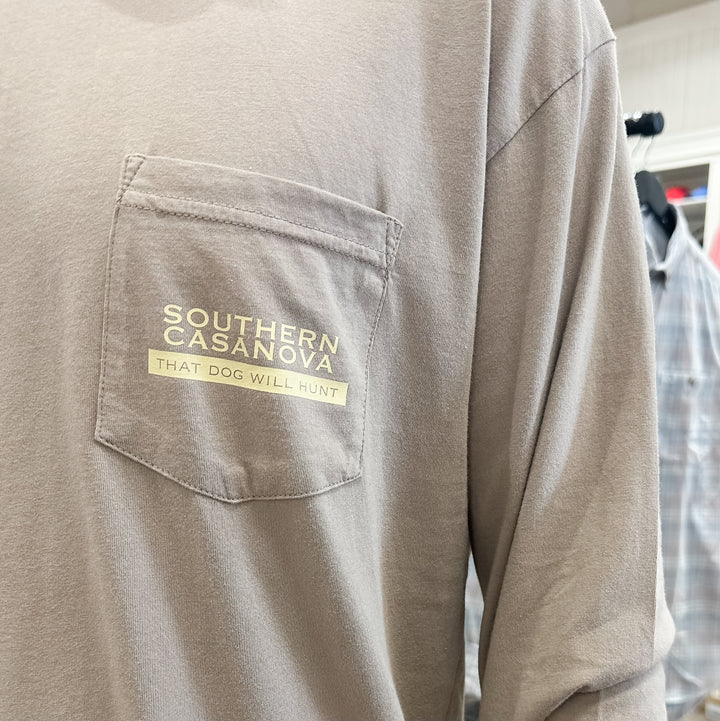 SOUTHERN
CASANOVA
THAT DOG WILL HUNT